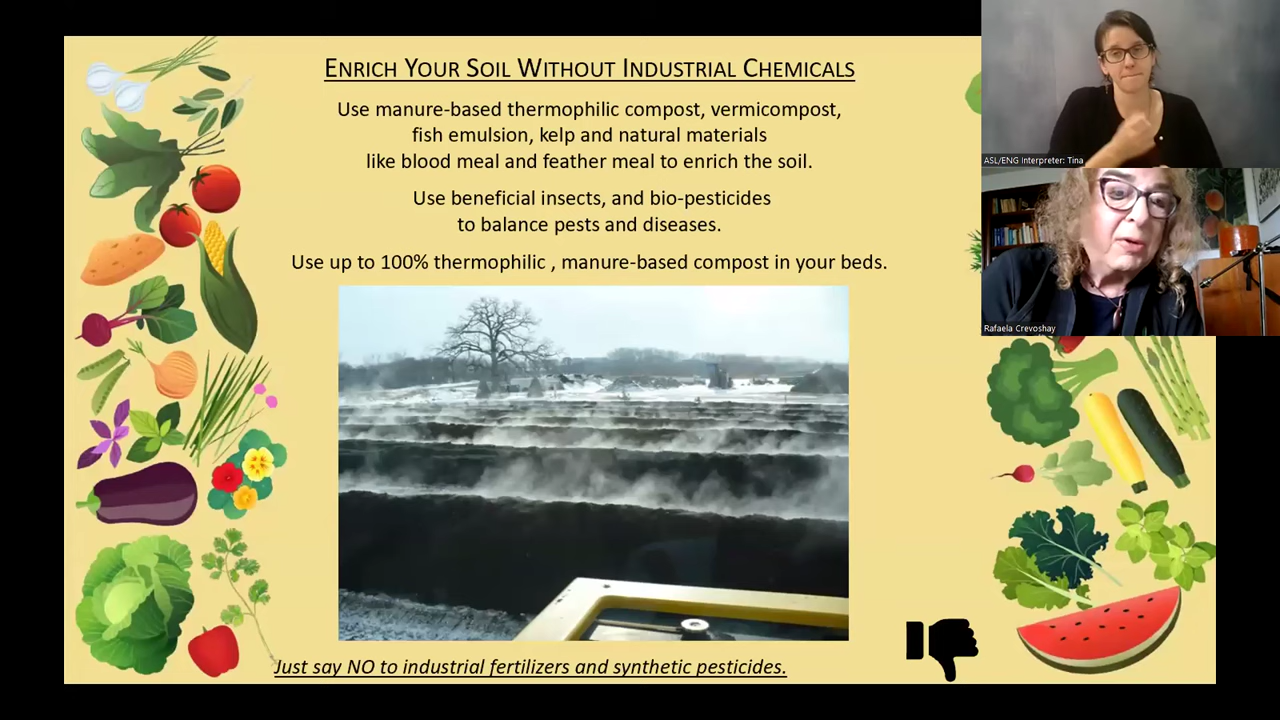 ENRICH YOUR SOIL WITHOUT INDUSTRIAL CHEMICALS
Use manure-based thermophilic compost, vermicompost,
fish emulsion, kelp and natural materials
like blood meal and feather meal to enrich the soil.
Use beneficial insects, and bio-pesticides
to balance pests and diseases.
Use up to 100% thermophilic , manure-based compost in your beds.
Just say NO to industrial fertilizers and synthetic pesticides.
ASL/ENG Interpreter: Tina
Rafaela Crevoshay